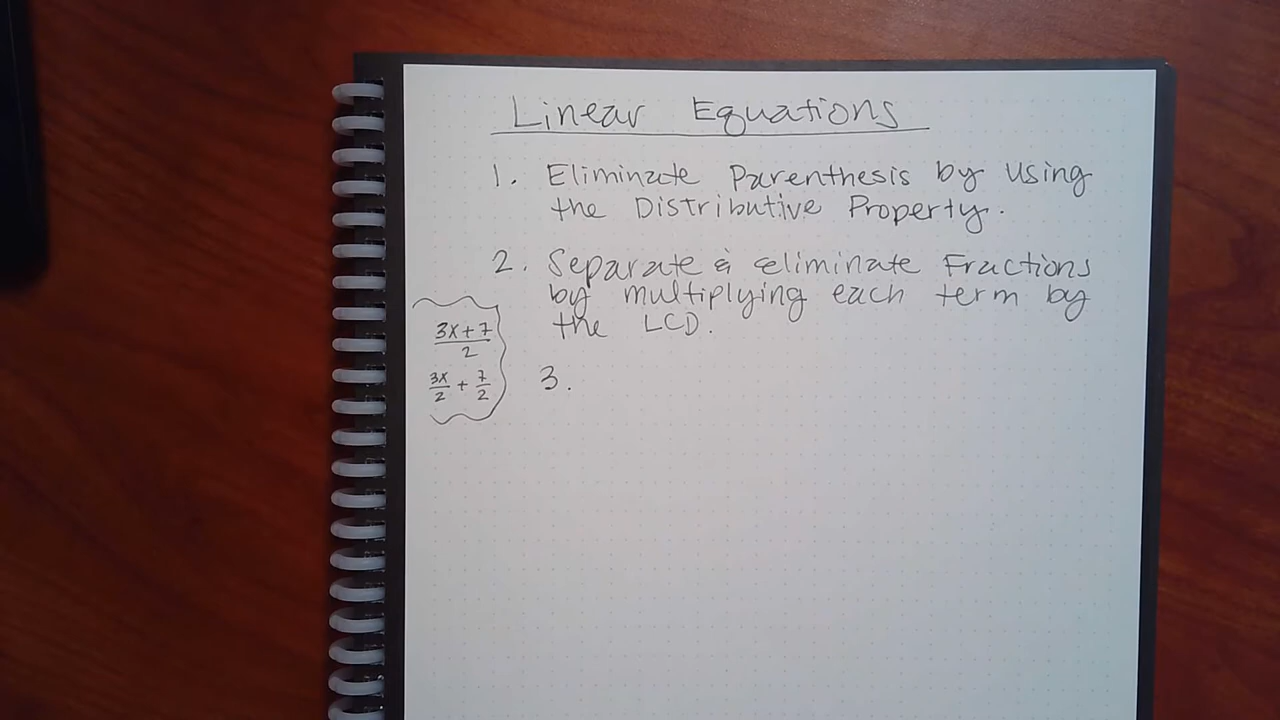 Linear Equations
1. Eliminate Parenthesis by Using
the Distributive Property.
2. Separate & eliminate Fractions
by multiplying each term by
the LCD.
3x+7
2
3x/2 + 7/2
3.